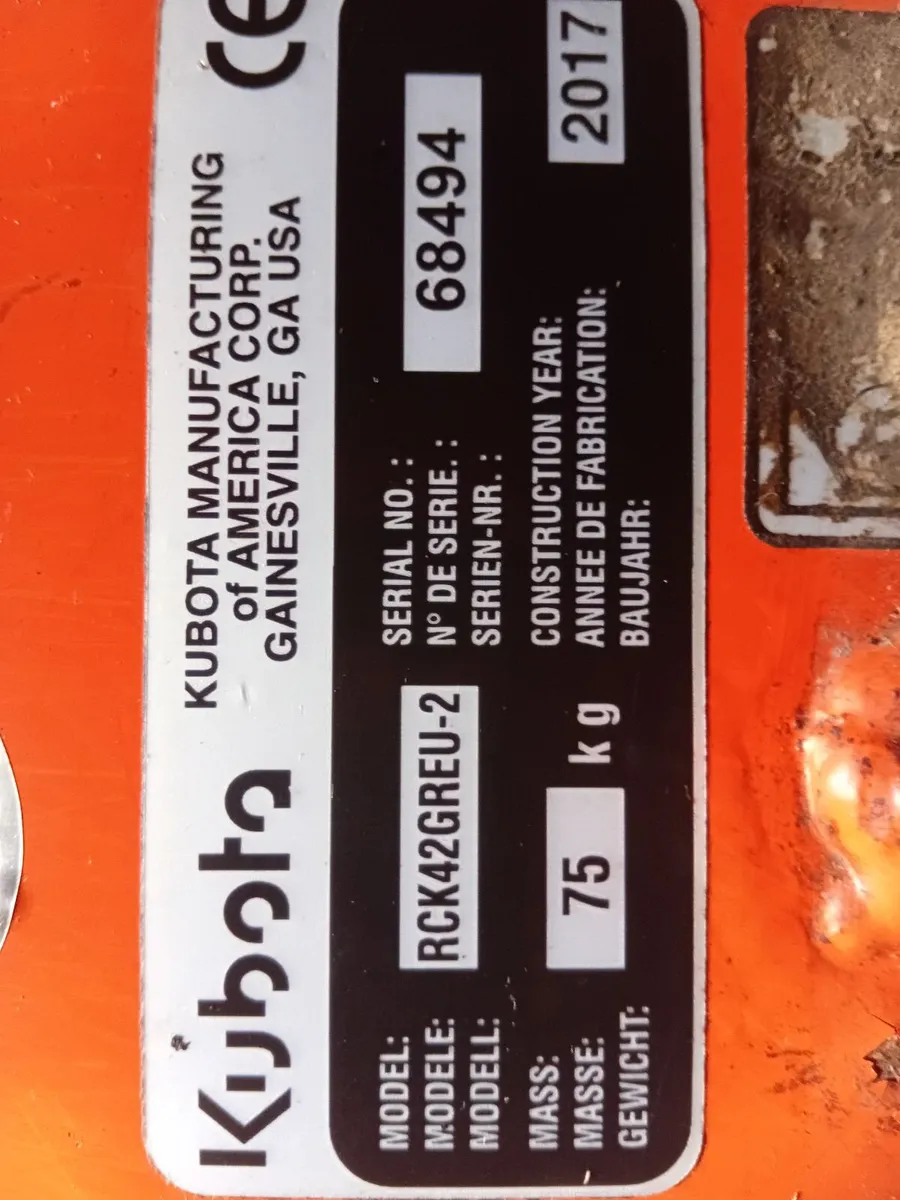 Kubota
KUBOTA MANUFACTURING
of AMERICA CORP.
GAINESVILLE, GA USA
CE
MODEL:
MODELE:
MODELL:
RCK42GREU-2
SERIAL NO. :
N° DE SERIE. :
SERIEN-NR. :
68494
MASS:
MASSE:
GEWICHT:
75 kg
CONSTRUCTION YEAR:
ANNEE DE FABRICATION:
BAUJAHR:
2017